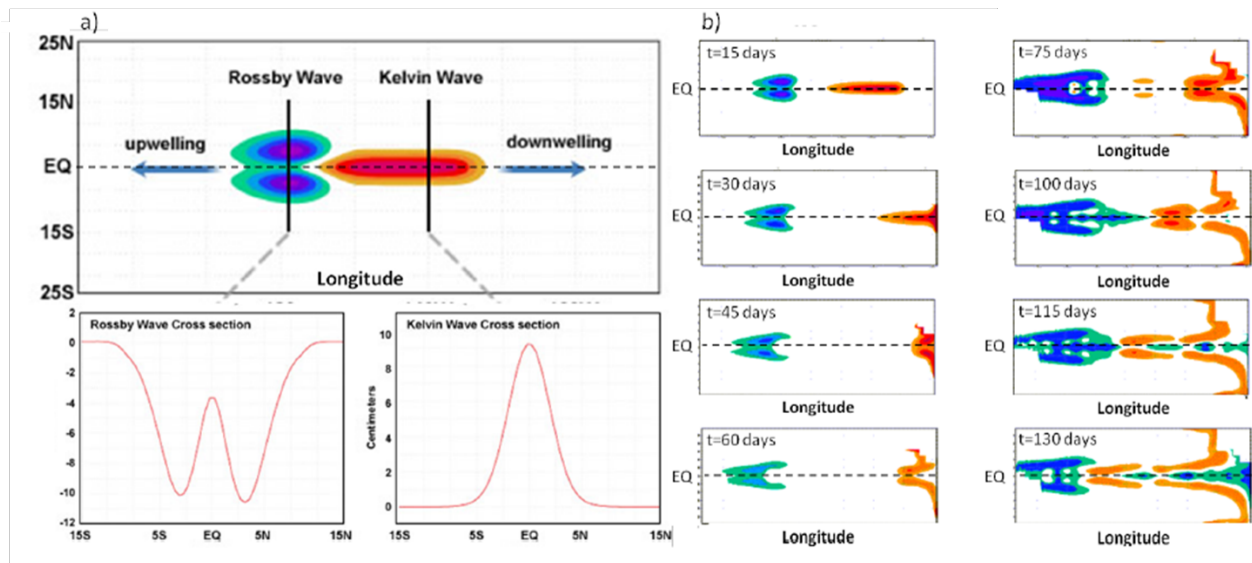 a)
25N
15N
EQ
15S
25S
Rossby Wave
Kelvin Wave
upwelling
downwelling
Longitude
Rossby Wave Cross section
2
0
-2
-4
-6
-8
-10
-12
15S
5S
EQ
5N
15N
Kelvin Wave Cross section
Centimeters
10
8
6
4
2
0
15S
5S
EQ
5N
15N
b)
t=15 days
EQ
Longitude
t=30 days
EQ
Longitude
t=45 days
EQ
Longitude
t=60 days
EQ
Longitude
t=75 days
EQ
Longitude
t=100 days
EQ
Longitude
t=115 days
EQ
Longitude
t=130 days
EQ
Longitude